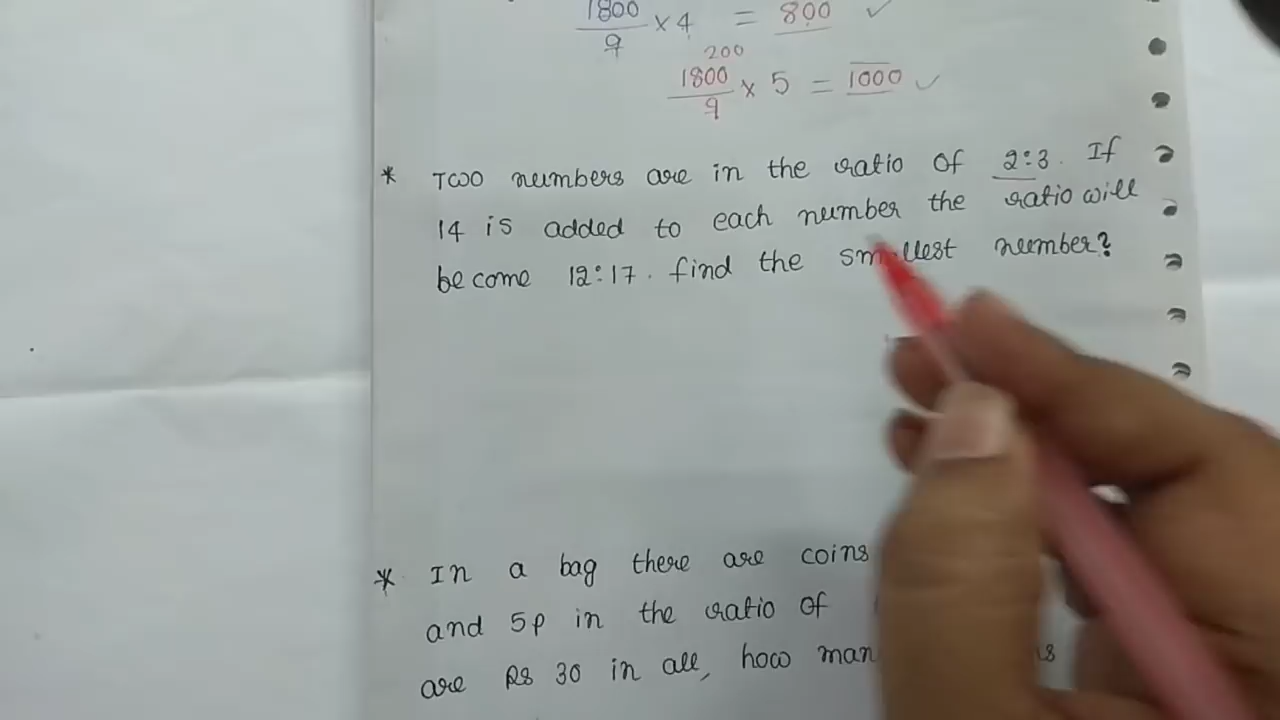 1800/9 × 4 = 800 ✓
200
1800/9 × 5 = 1000 ✓
* Two numbers are in the ratio of 2:3. If
14 is added to each number the ratio will
become 12:17. find the smallest number?
* In a bag there are coins
and 5p in the ratio of
are Rs 30 in all, how